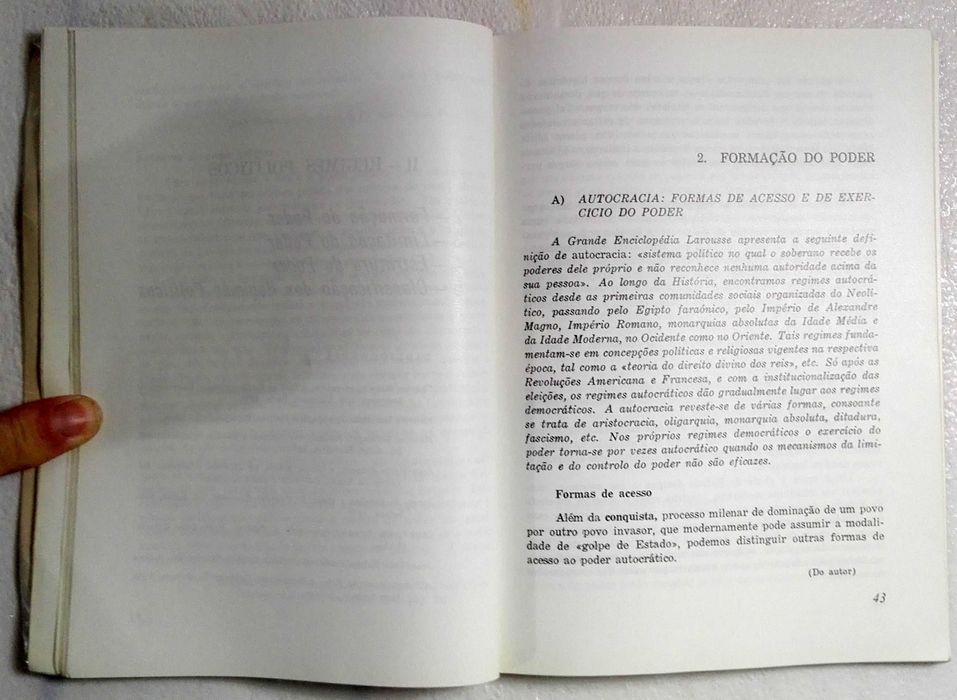 2. FORMAÇÃO DO PODER
A) AUTOCRACIA: FORMAS DE ACESSO E DE EXER-
CICIO DO PODER
A Grande Enciclopédia Larousse apresenta a seguinte defi-
nição de autocracia: «sistema político no qual o soberano recebe os
poderes dele próprio e não reconhece nenhuma autoridade acima da
sua pessoa». Ao longo da História, encontramos regimes autocrá-
ticos desde as primeiras comunidades sociais organizadas do Neolí-
tico, passando pelo Egipto faraónico, pelo Império de Alexandre
Magno, Império Romano, monarquias absolutas da Idade Média e
da Idade Moderna, no Ocidente como no Oriente. Tais regimes funda-
mentam-se em concepções políticas e religiosas vigentes na respectiva
época, tal como a «teoria do direito divino dos reis», etc. Só após as
Revoluções Americana e Francesa, e com a institucionalização das
eleições, os regimes autocráticos dão gradualmente lugar aos regimes
democráticos. A autocracia reveste-se de várias formas, consoante
se trata de aristocracia, oligarquia, monarquia absoluta, ditadura,
fascismo, etc. Nos próprios regimes democráticos o exercício do
poder torna-se por vezes autocrático quando os mecanismos da limi-
tação e do controlo do poder não são eficazes.
Formas de acesso
Além da conquista, processo milenar de dominação de um povo
por outro povo invasor, que modernamente pode assumir a modali-
dade de «golpe de Estado», podemos distinguir outras formas de
acesso ao poder autocrático.
(Do autor)
43